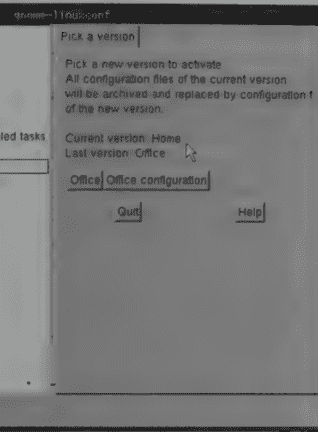 gnome-linuxconf
Pick a version
Pick a new version to activate
All configuration files of the current version
will be archived and replaced by configuration f
of the new version.
led tasks
Current version Home
Last version Office
Office Office configuration
Quit Help